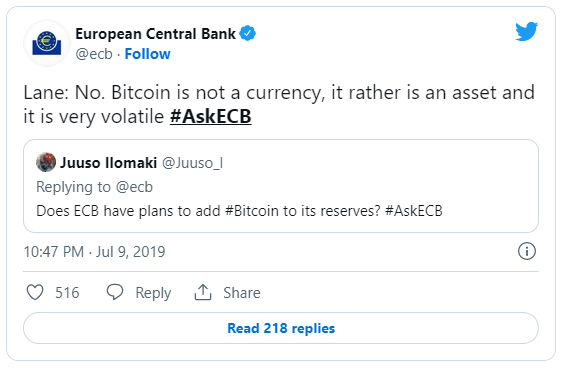 European Central Bank
@ecb · Follow
Lane: No. Bitcoin is not a currency, it rather is an asset and
it is very volatile #AskECB
Juuso Ilomaki @Juuso_I
Replying to @ecb
Does ECB have plans to add #Bitcoin to its reserves? #AskECB
10:47 PM · Jul 9, 2019
516 Reply Share
Read 218 replies